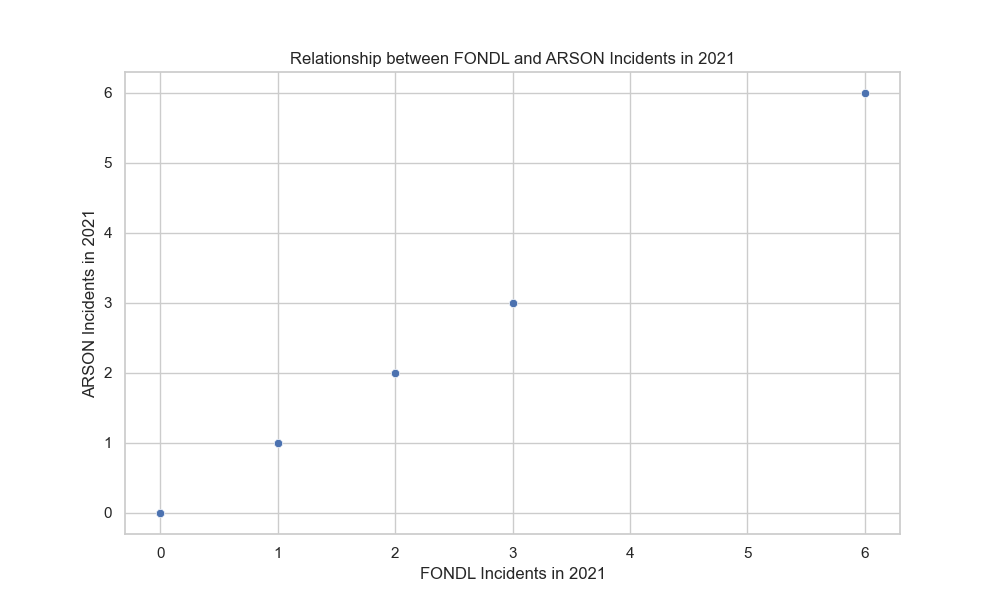 Relationship between FONDL and ARSON Incidents in 2021
6
5
4
3
2
1
0
ARSON Incidents in 2021
0 1 2 3 4 5 6
FONDL Incidents in 2021